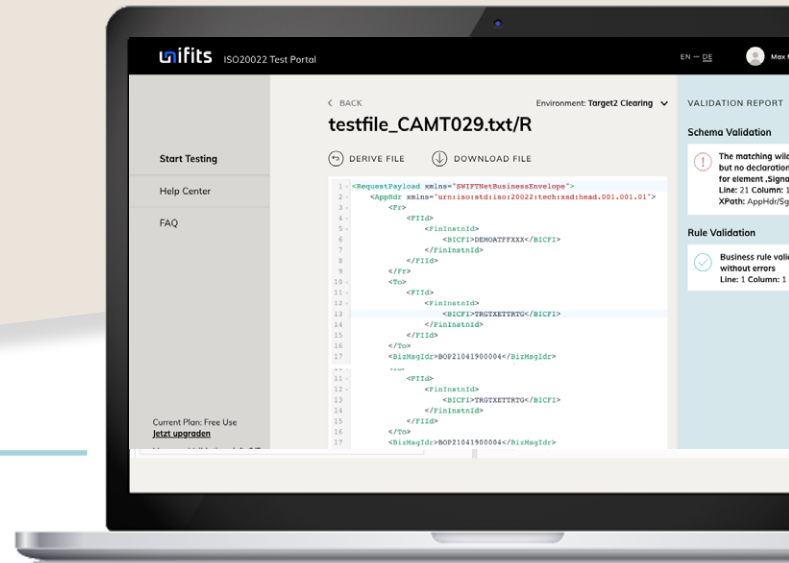 unifits ISO20022 Test Portal
EN — DE
Max
Start Testing
Help Center
FAQ
Current Plan: Free Use
Jetzt upgraden
BACK
Environment: Target2 Clearing
testfile_CAMT029.txt/R
DERIVE FILE
DOWNLOAD FILE
1 <RequestPayload xmlns="SWIFTNetBusinessEnvelope">
2 <AppHdr xmlns="urn:iso:std:iso:20022:tech:xsd:head.001.001.01">
3 <Fr>
4 <FIId>
5 <FinInstnId>
6 <BICFI>DEMOATFFXXX</BICFI>
7 </FinInstnId>
8 </FIId>
9 </Fr>
10 <To>
11 <FIId>
12 <FinInstnId>
13 <BICFI>TRGTXETTRTG</BICFI>
14 </FinInstnId>
15 </FIId>
16 </To>
17 <BizMsgIdr>BOP21041900004</BizMsgIdr>
11 <FIId>
12 <FinInstnId>
13 <BICFI>TRGTXETTRTG</BICFI>
14 </FinInstnId>
15 </FIId>
16 </To>
17 <BizMsgIdr>BOP21041900004</BizMsgIdr>
VALIDATION REPORT
Schema Validation
The matching
but no declaration
for element
Line: 21 Column:
XPath:
Rule Validation
Business rule
without errors
Line: 1 Column: 1